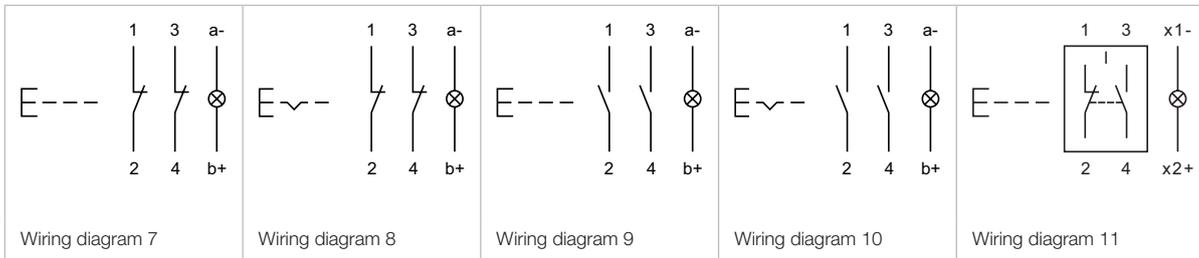 1 3 a-
2 4 b+
Wiring diagram 7
1 3 a-
2 4 b+
Wiring diagram 8
1 3 a-
2 4 b+
Wiring diagram 9
1 3 a-
2 4 b+
Wiring diagram 10
1 3 x1-
2 4 x2+
Wiring diagram 11